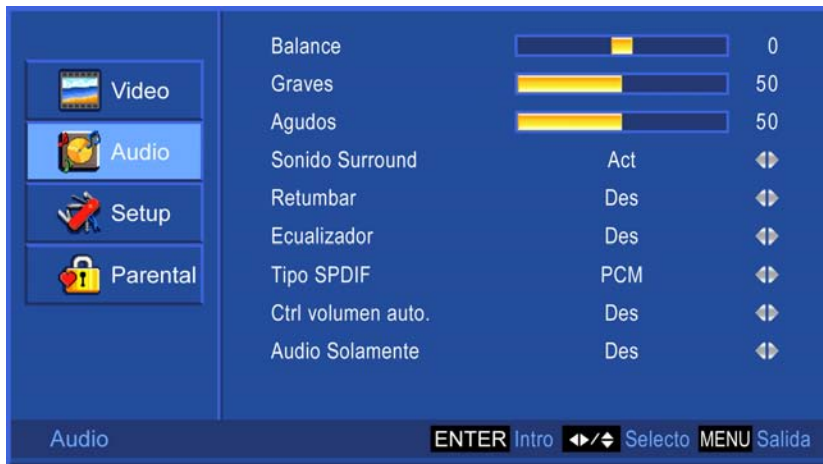 Video
Audio
Setup
Parental
Balance 0
Graves 50
Agudos 50
Sonido Surround Act
Retumbar Des
Ecualizador Des
Tipo SPDIF PCM
Ctrl volumen auto. Des
Audio Solamente Des
Audio ENTER Intro / Selecto MENU Salida